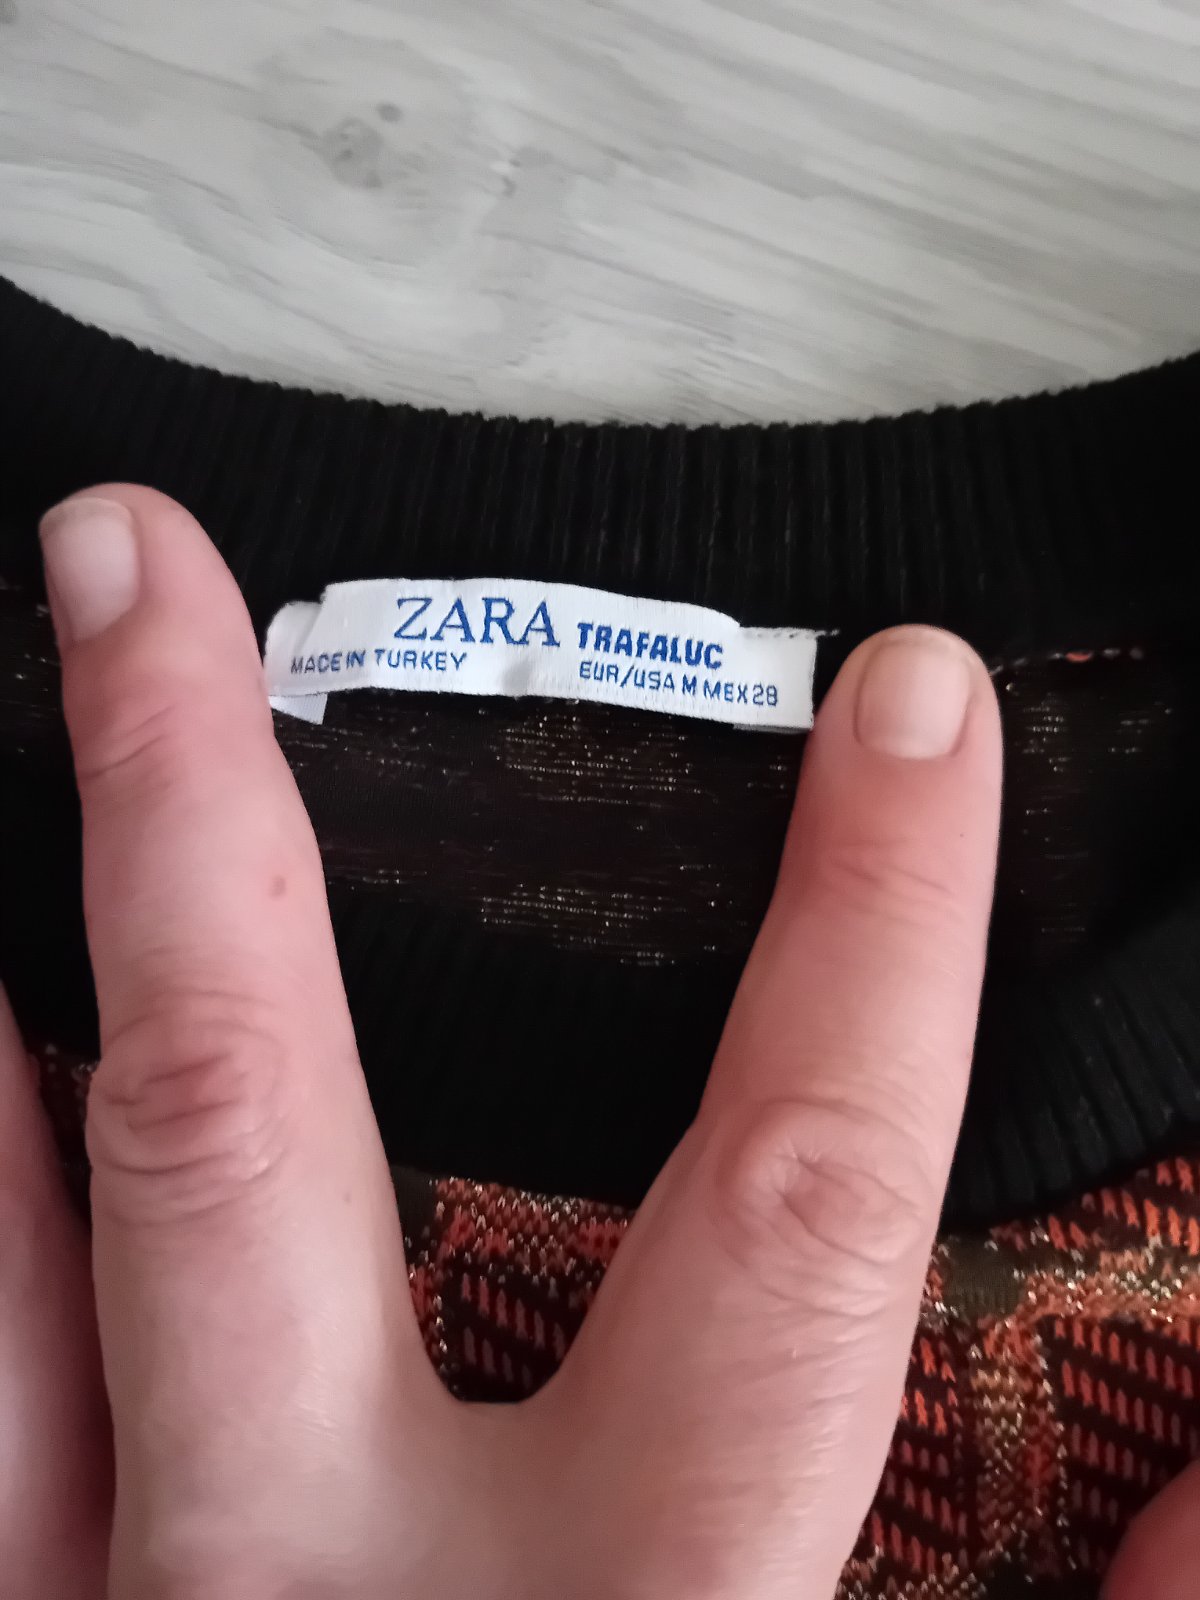 ZARA TRAFALUC
MADE IN TURKEY EUR/USA M MEX 28